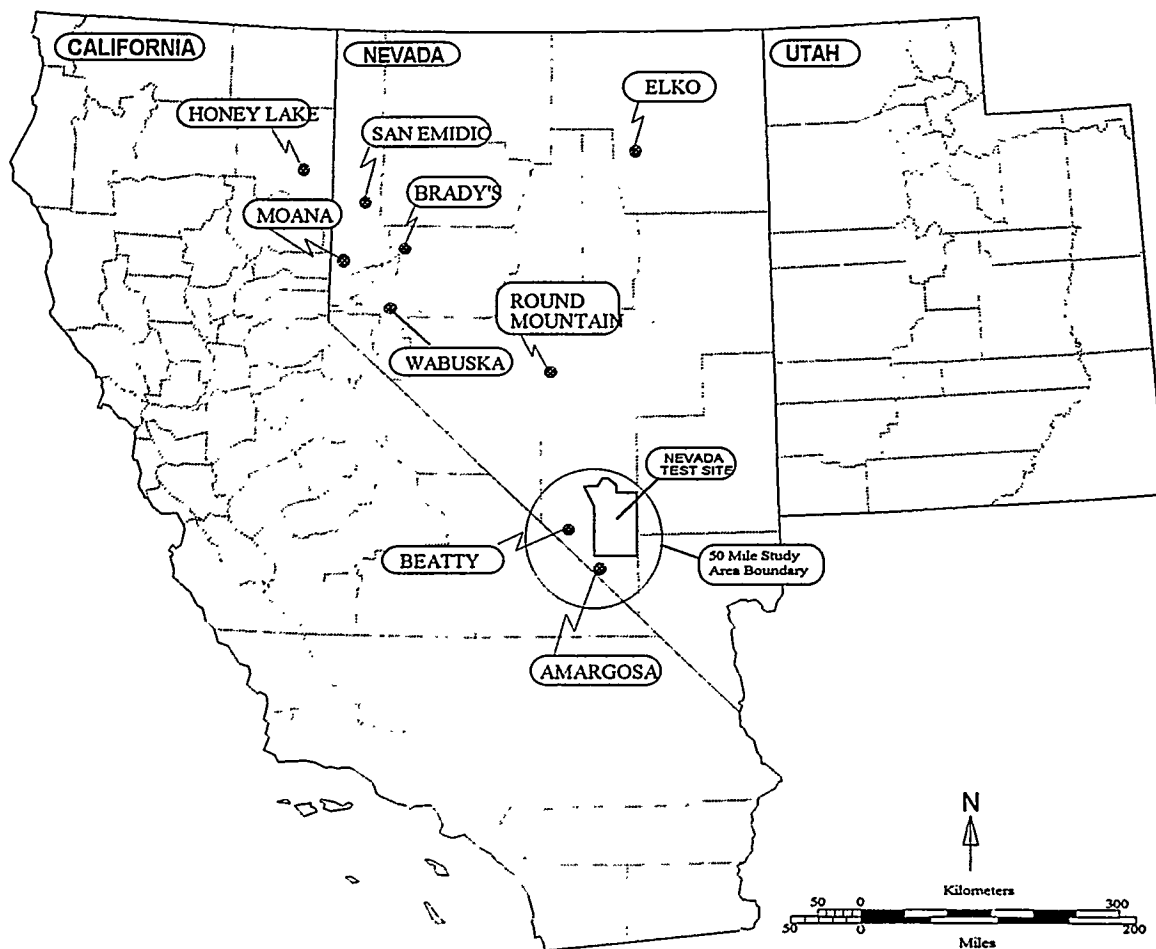 CALIFORNIA
NEVADA
UTAH
ELKO
HONEY LAKE
SAN EMIDIO
BRADY'S
MOANA
ROUND
MOUNTAIN
WABUSKA
NEVADA
TEST SITE
BEATTY
50 Mile Study
Area Boundary
AMARGOSA
N
Kilometers
50 0 300
50 0 200
Miles